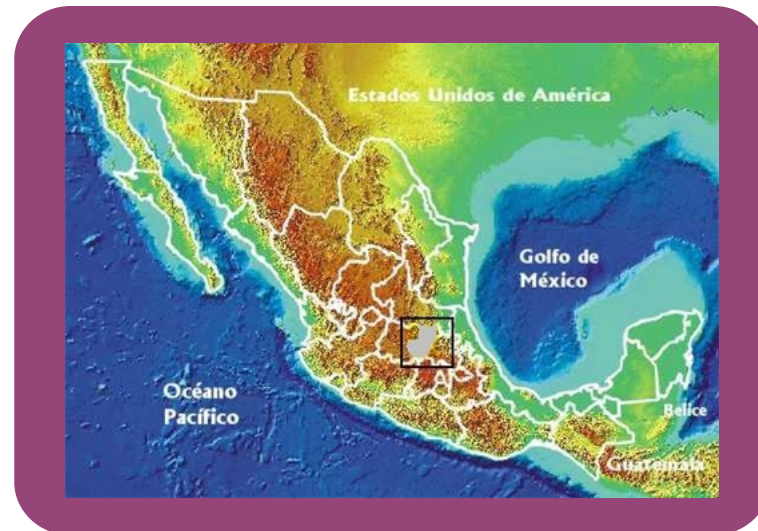 Estados Unidos de América
Golfo de
México
Océano
Pacífico
Belice
Guatemala